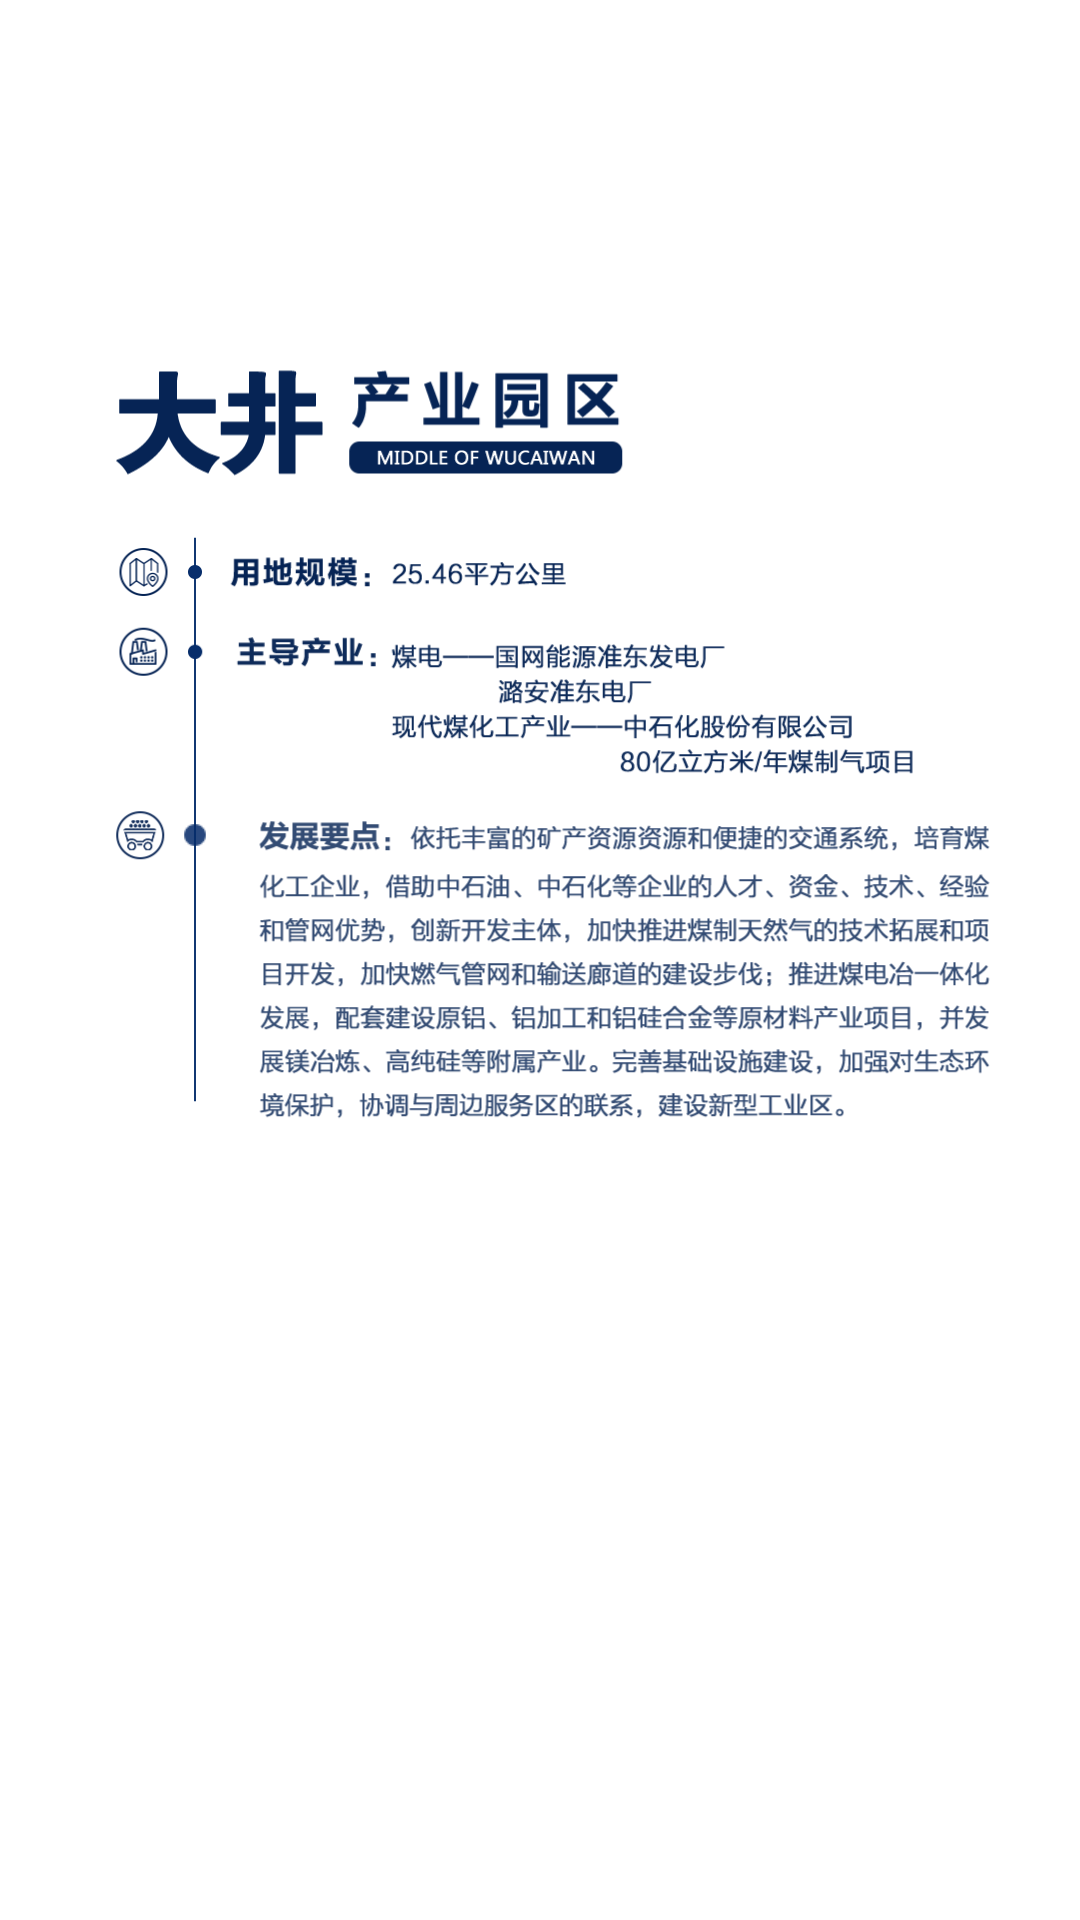 大井 产业园区
MIDDLE OF WUCAIWAN
用地规模：25.46平方公里
主导产业：煤电——国网能源准东发电厂
潞安准东电厂
现代煤化工产业——中石化股份有限公司
80亿立方米/年煤制气项目
发展要点：依托丰富的矿产资源资源和便捷的交通系统，培育煤
化工企业，借助中石油、中石化等企业的人才、资金、技术、经验
和管网优势，创新开发主体，加快推进煤制天然气的技术拓展和项
目开发，加快燃气管网和输送廊道的建设步伐；推进煤电冶一体化
发展，配套建设原铝、铝加工和铝硅合金等原材料产业项目，并发
展镁冶炼、高纯硅等附属产业。完善基础设施建设，加强对生态环
境保护，协调与周边服务区的联系，建设新型工业区。